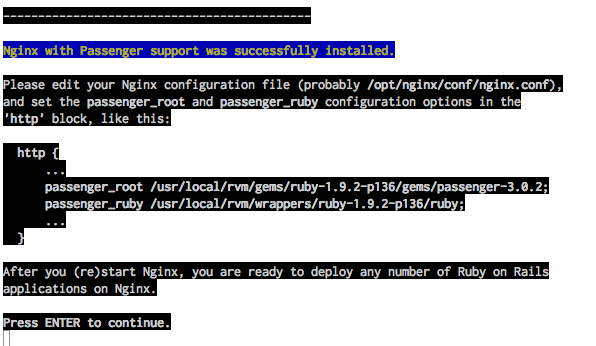 --------------------------------------------
Nginx with Passenger support was successfully installed.
Please edit your Nginx configuration file (probably /opt/nginx/conf/nginx.conf),
and set the passenger_root and passenger_ruby configuration options in the
'http' block, like this:
http {
...
passenger_root /usr/local/rvm/gems/ruby-1.9.2-p136/gems/passenger-3.0.2;
passenger_ruby /usr/local/rvm/wrappers/ruby-1.9.2-p136/ruby;
...
}
After you (re)start Nginx, you are ready to deploy any number of Ruby on Rails
applications on Nginx.
Press ENTER to continue.